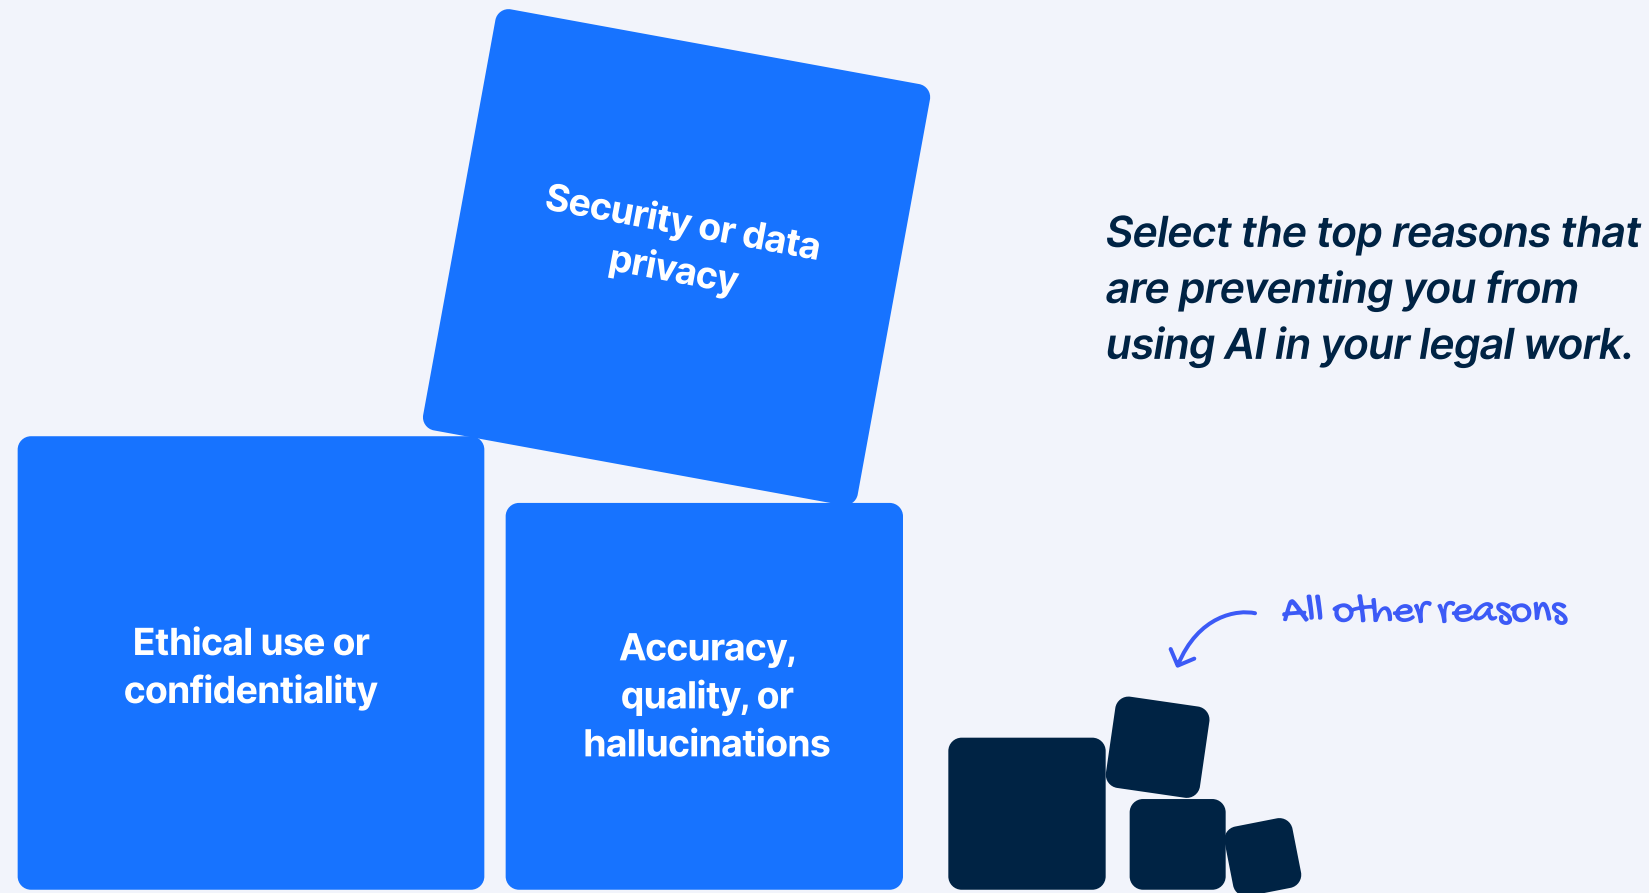 Security or data
privacy
Select the top reasons that
are preventing you from
using AI in your legal work.
Ethical use or
confidentiality
Accuracy,
quality, or
hallucinations
All other reasons